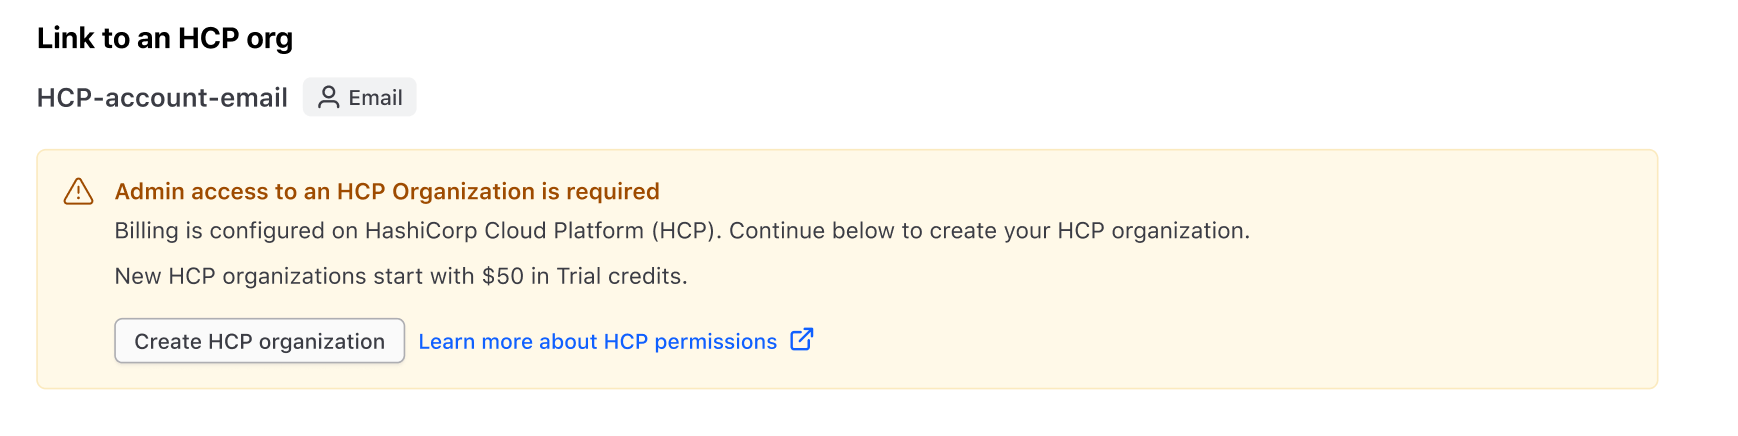 Link to an HCP org
HCP-account-email Email
Admin access to an HCP Organization is required
Billing is configured on HashiCorp Cloud Platform (HCP). Continue below to create your HCP organization.
New HCP organizations start with $50 in Trial credits.
Create HCP organization Learn more about HCP permissions